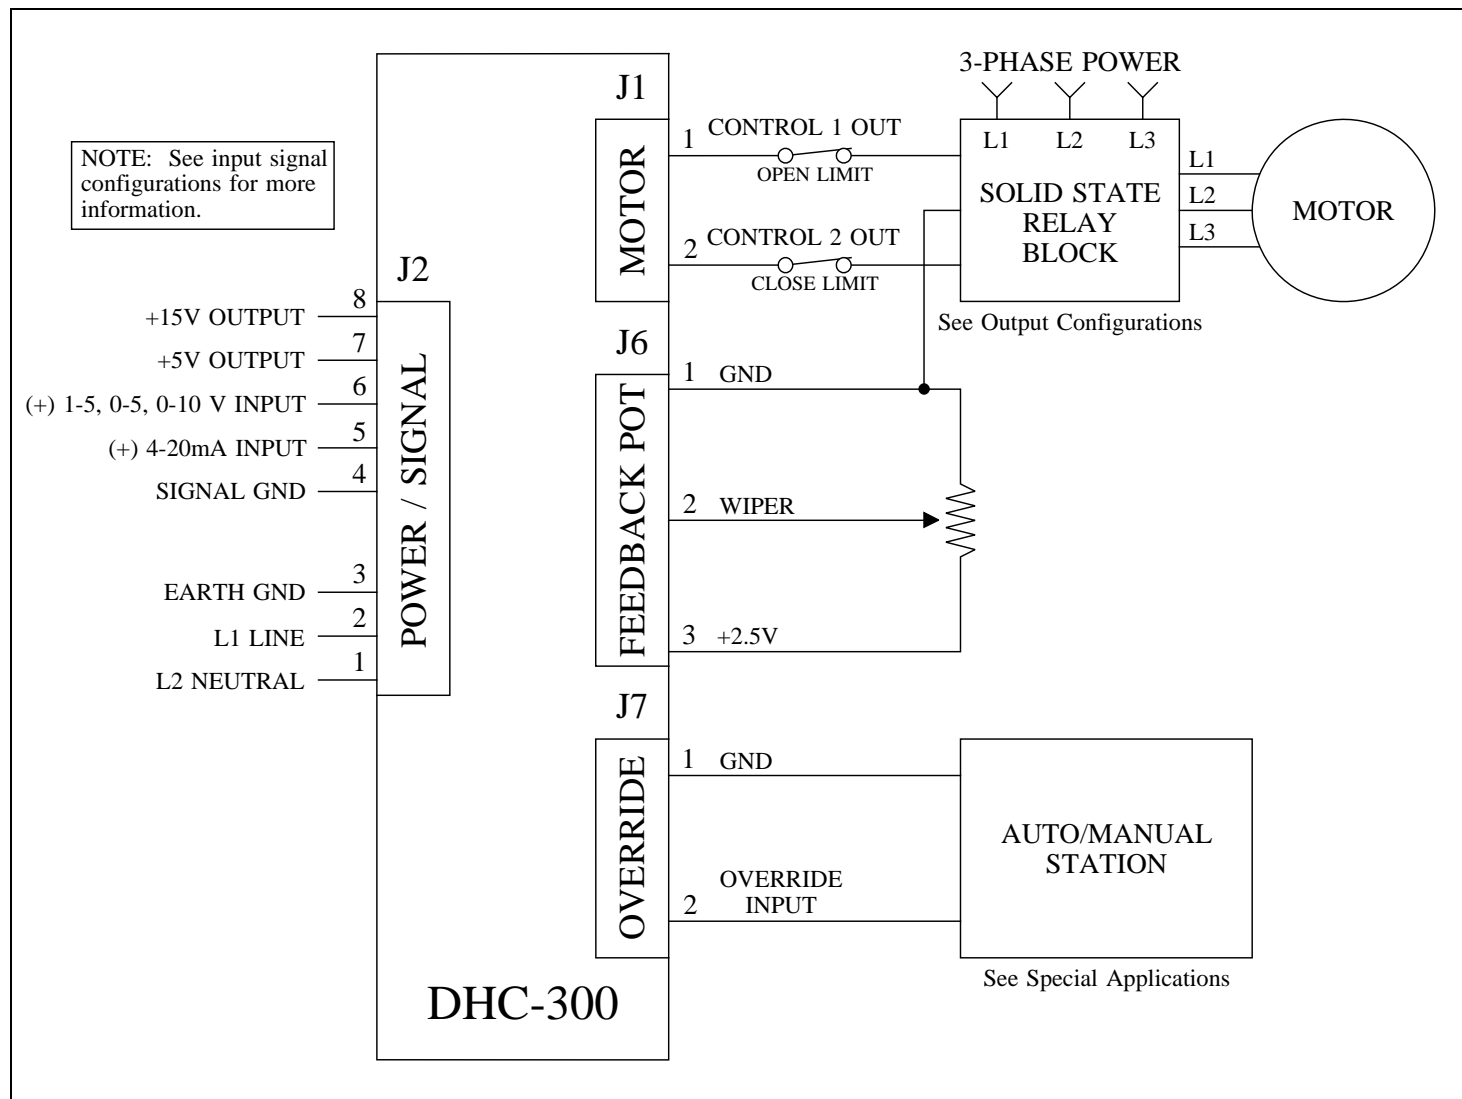 3-PHASE POWER
J1
NOTE: See input signal
configurations for more
information.
MOTOR
1
CONTROL 1 OUT
OPEN LIMIT
2
CONTROL 2 OUT
CLOSE LIMIT
L1 L2 L3
SOLID STATE
RELAY
BLOCK
See Output Configurations
L1
L2
L3
MOTOR
J2
POWER / SIGNAL
8
+15V OUTPUT
7
+5V OUTPUT
6
(+) 1-5, 0-5, 0-10 V INPUT
5
(+) 4-20mA INPUT
4
SIGNAL GND
3
EARTH GND
2
L1 LINE
1
L2 NEUTRAL
J6
FEEDBACK POT
1
GND
2
WIPER
3
+2.5V
J7
OVERRIDE
1
GND
2
OVERRIDE
INPUT
AUTO/MANUAL
STATION
See Special Applications
DHC-300